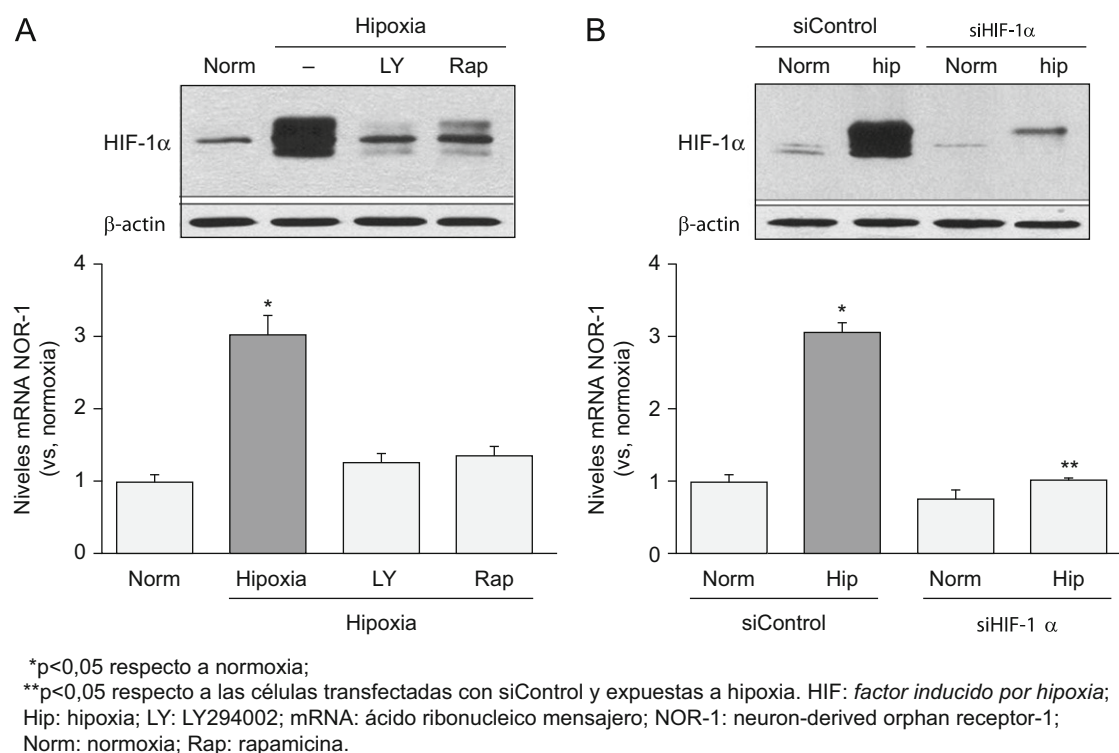 A
Hipoxia
Norm – LY Rap
HIF-1α
β-actin
Niveles mRNA NOR-1
(vs, normoxia)
4
3
2
1
0
*
Norm Hipoxia LY Rap
Hipoxia
B
siControl siHIF-1α
Norm hip Norm hip
HIF-1α
β-actin
Niveles mRNA NOR-1
(vs, normoxia)
4
3
2
1
0
*
**
Norm Hip Norm Hip
siControl siHIF-1 α
*p<0,05 respecto a normoxia;
**p<0,05 respecto a las células transfectadas con siControl y expuestas a hipoxia. HIF: factor inducido por hipoxia;
Hip: hipoxia; LY: LY294002; mRNA: ácido ribonucleico mensajero; NOR-1: neuron-derived orphan receptor-1;
Norm: normoxia; Rap: rapamicina.